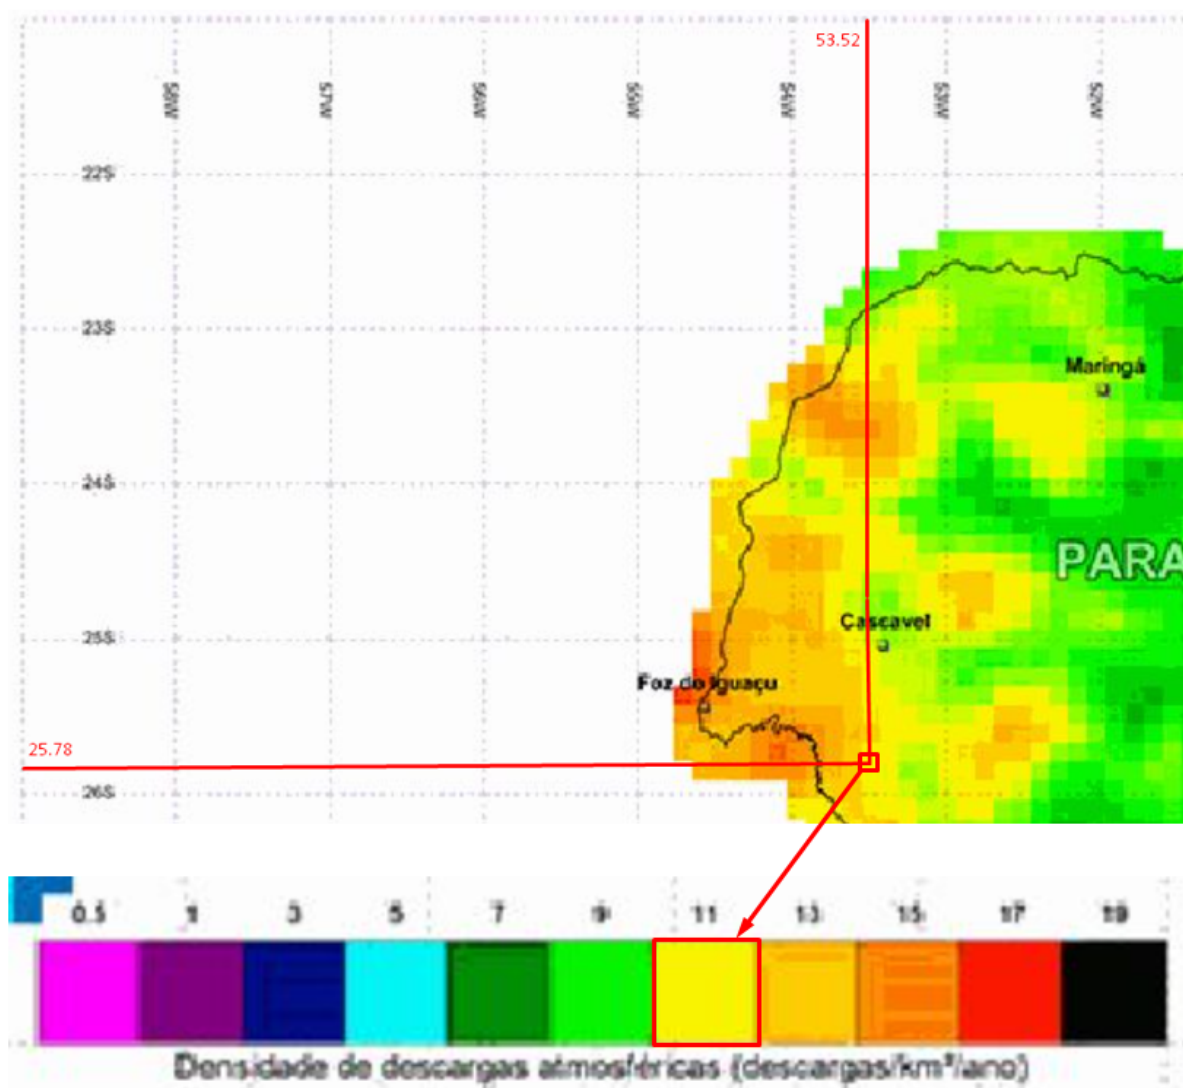 53.52
58W 57W 56W 55W 54W 53W 52W
22S
23S
Maringá
24S
PARA
Cascavel
25S
Foz do Iguaçu
25.78
26S
0.5 1 3 5 7 9 11 13 15 17 19
Densidade de descargas atmosféricas (descargas/km²/ano)